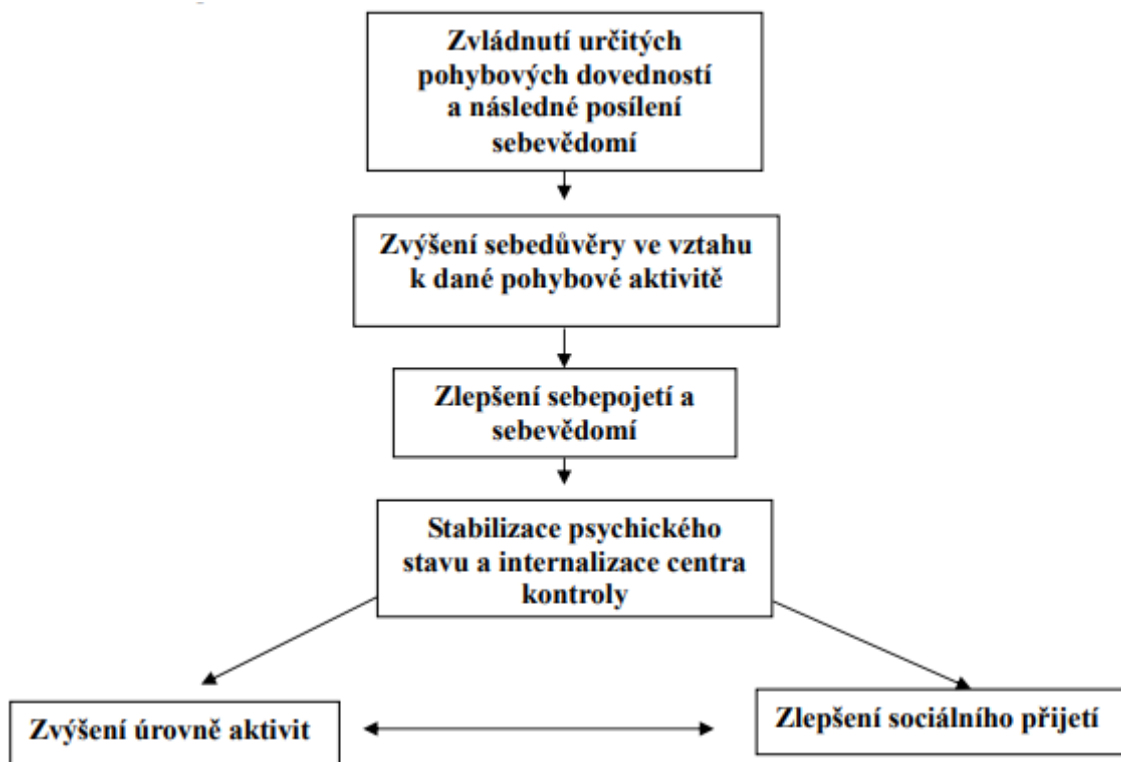 Zvládnutí určitých
pohybových dovedností
a následné posílení
sebevědomí
Zvýšení sebedůvěry ve vztahu
k dané pohybové aktivitě
Zlepšení sebepojetí a
sebevědomí
Stabilizace psychického
stavu a internalizace centra
kontroly
Zvýšení úrovně aktivit
Zlepšení sociálního přijetí